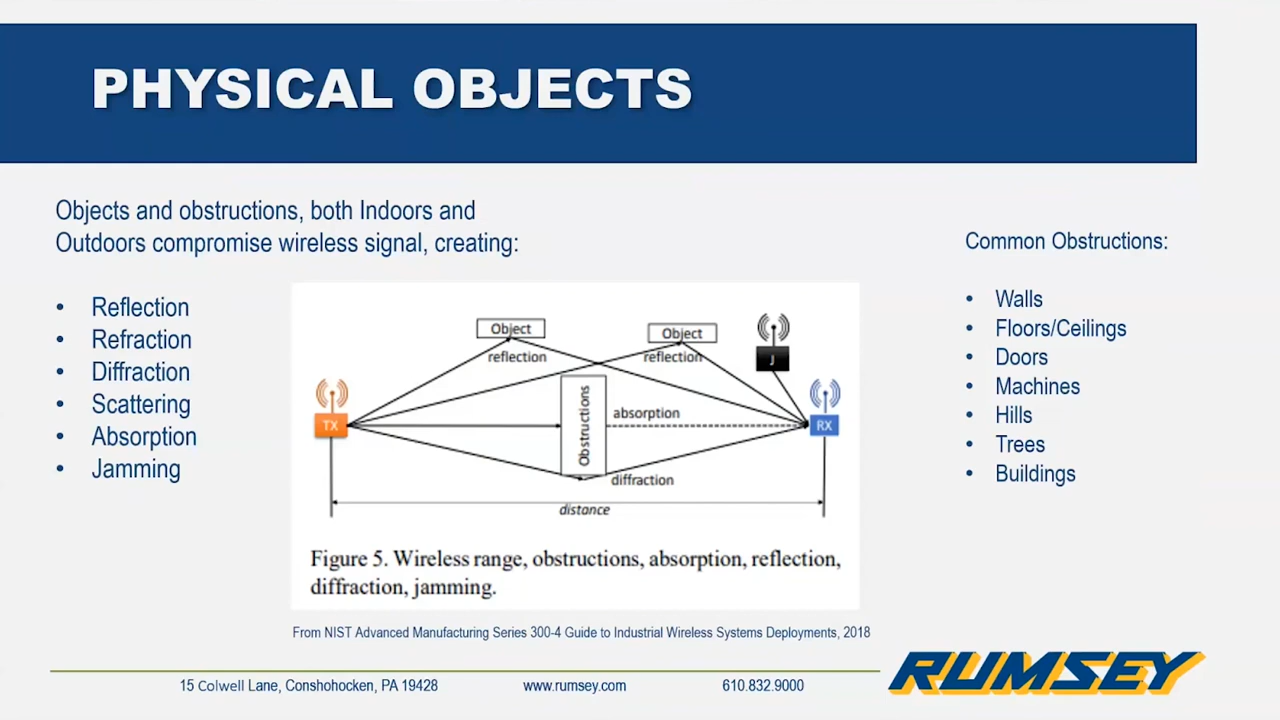 PHYSICAL OBJECTS
Objects and obstructions, both Indoors and
Outdoors compromise wireless signal, creating:
• Reflection
• Refraction
• Diffraction
• Scattering
• Absorption
• Jamming
Object
Object
reflection
reflection
J
TX
Obstructions
absorption
RX
diffraction
distance
Figure 5. Wireless range, obstructions, absorption, reflection,
diffraction, jamming.
From NIST Advanced Manufacturing Series 300-4 Guide to Industrial Wireless Systems Deployments, 2018
Common Obstructions:
• Walls
• Floors/Ceilings
• Doors
• Machines
• Hills
• Trees
• Buildings
15 Colwell Lane, Conshohocken, PA 19428
www.rumsey.com
610.832.9000
RUMSEY